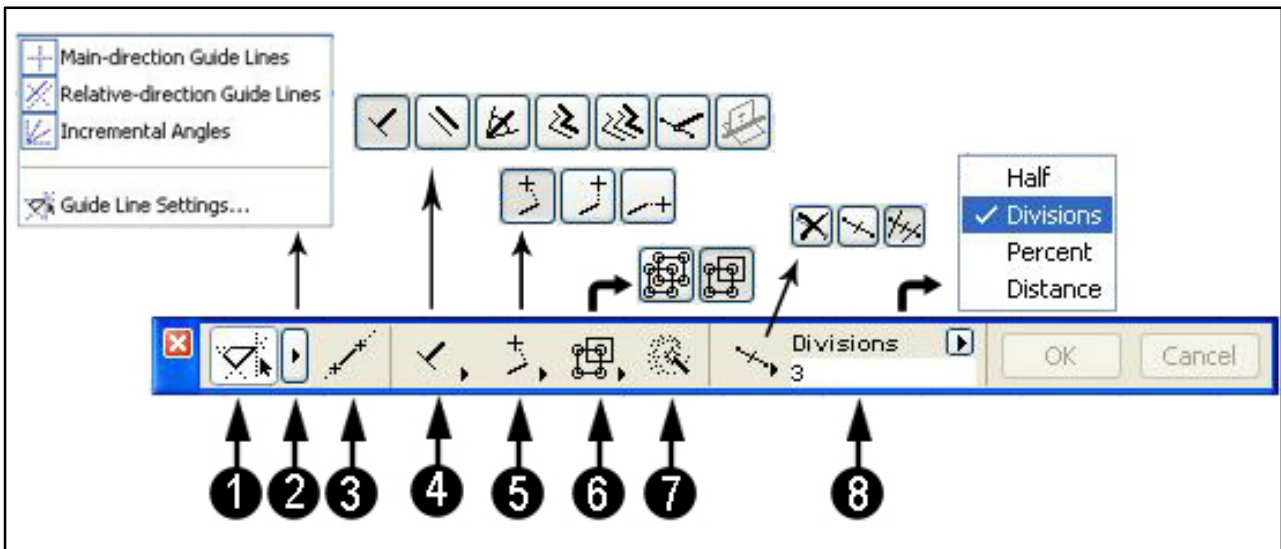 Main-direction Guide Lines
Relative-direction Guide Lines
Incremental Angles
Guide Line Settings...
Half
Divisions
Percent
Distance
Divisions
3
OK
Cancel
1 2 3 4 5 6 7 8